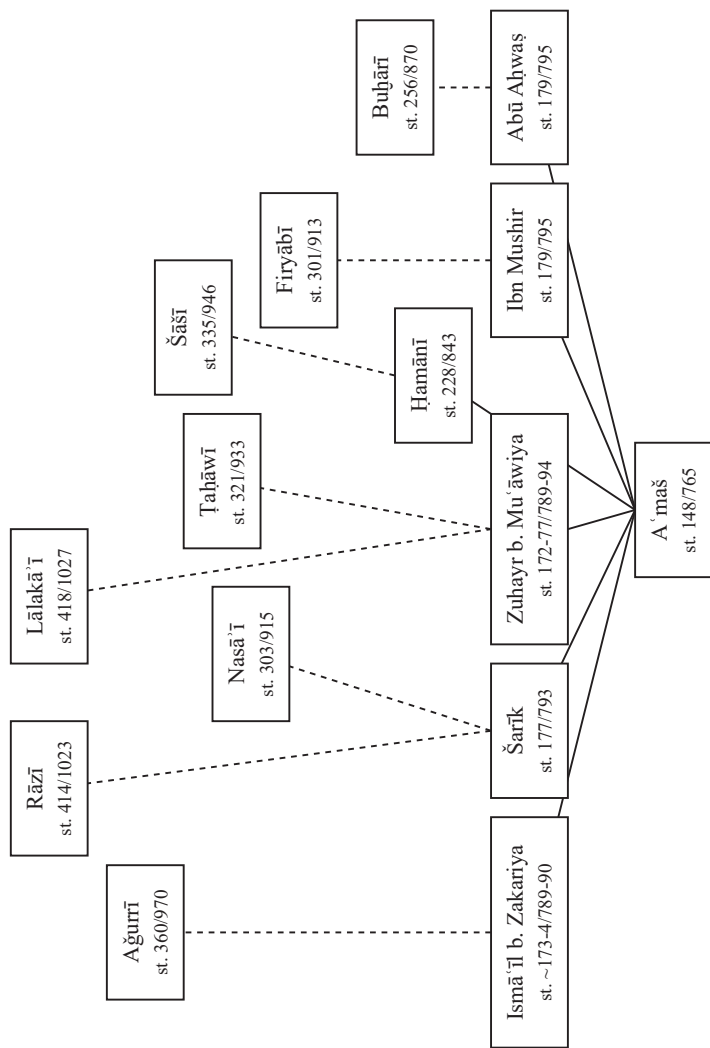 Rāzī
st. 414/1023
Lālakāʾī
st. 418/1027
Ağurrī
st. 360/970
Nasāʾī
st. 303/915
Ṭaḥāwī
st. 321/933
Šāšī
st. 335/946
Firyābī
st. 301/913
Buḫārī
st. 256/870
Ḥamānī
st. 228/843
Ismāʿīl b. Zakariya
st. ~173-4/789-90
Šarīk
st. 177/793
Zuhayr b. Muʿāwiya
st. 172-77/789-94
Ibn Mushir
st. 179/795
Abū Aḥwaṣ
st. 179/795
Aʿmaš
st. 148/765